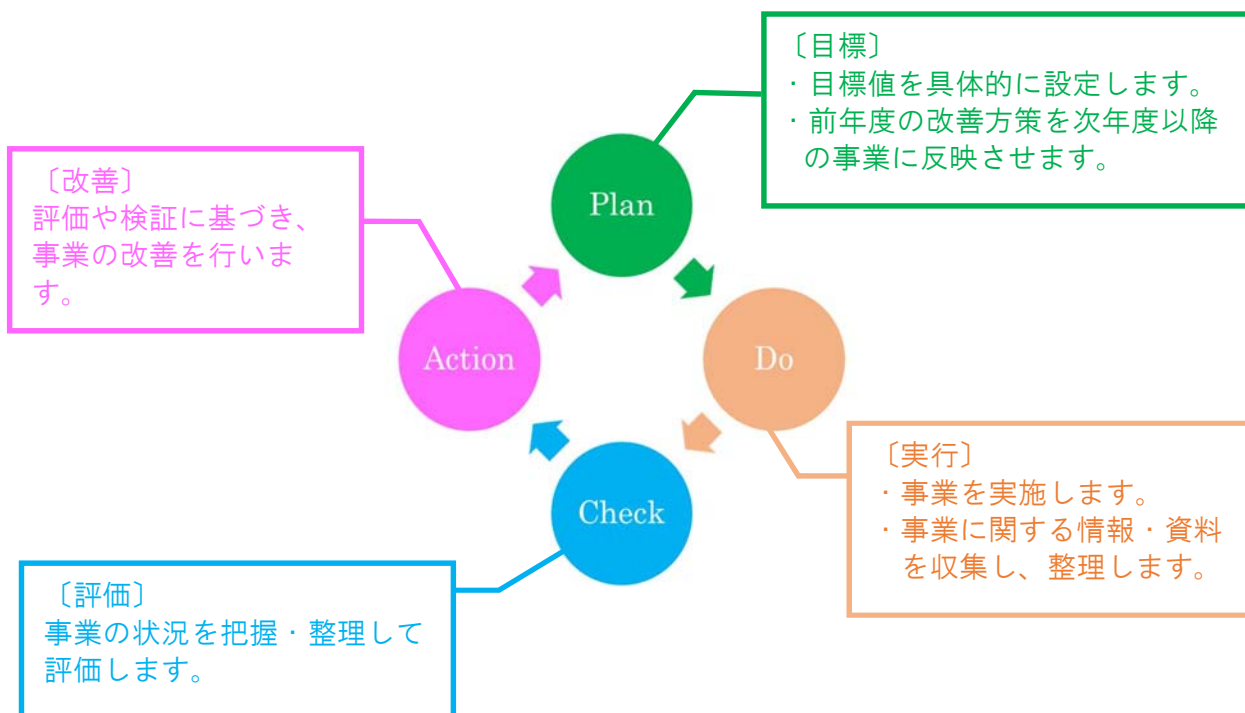 〔目標〕
・目標値を具体的に設定します。
・前年度の改善方策を次年度以降
の事業に反映させます。
Plan
〔改善〕
評価や検証に基づき、
事業の改善を行いま
す。
Action
Do
〔実行〕
・事業を実施します。
・事業に関する情報・資料
を収集し、整理します。
Check
〔評価〕
事業の状況を把握・整理して
評価します。